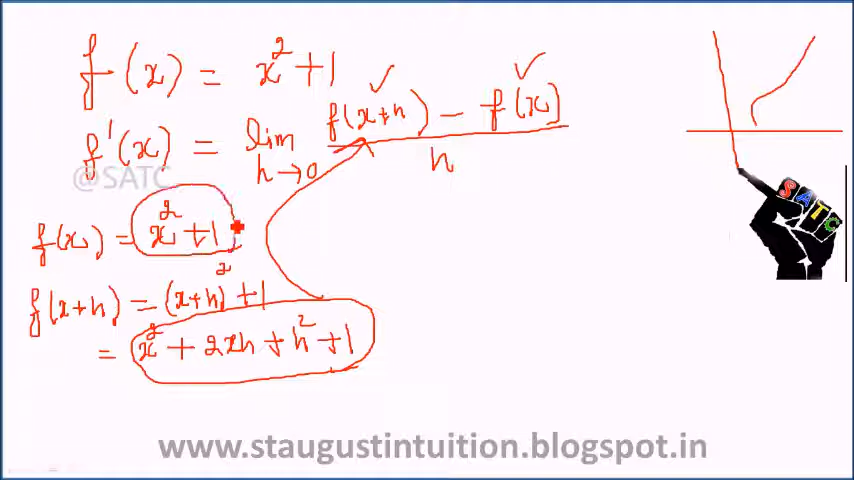 f(x) = x² + 1
f'(x) = lim h→0 f(x+h) − f(x) / h
@SATC
SATC
f(x) = x² + 1
f(x+h) = (x+h)² + 1
= x² + 2xh + h² + 1
www.staugustintuition.blogspot.in